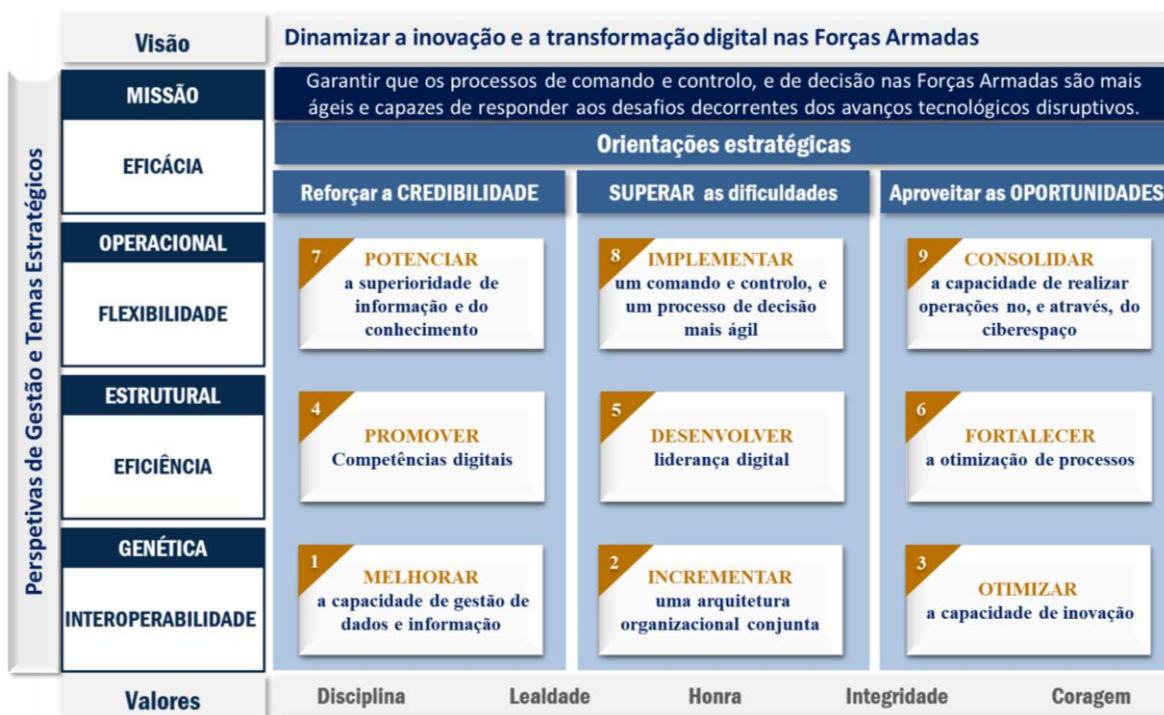 Visão
Dinamizar a inovação e a transformação digital nas Forças Armadas
Perspetivas de Gestão e Temas Estratégicos
MISSÃO
Garantir que os processos de comando e controlo, e de decisão nas Forças Armadas são mais
ágeis e capazes de responder aos desafios decorrentes dos avanços tecnológicos disruptivos.
EFICÁCIA
Orientações estratégicas
Reforçar a CREDIBILIDADE
SUPERAR as dificuldades
Aproveitar as OPORTUNIDADES
OPERACIONAL
FLEXIBILIDADE
7
POTENCIAR
a superioridade de
informação e do
conhecimento
8
IMPLEMENTAR
um comando e controlo, e
um processo de decisão
mais ágil
9
CONSOLIDAR
a capacidade de realizar
operações no, e através, do
ciberespaço
ESTRUTURAL
EFICIÊNCIA
4
PROMOVER
Competências digitais
5
DESENVOLVER
liderança digital
6
FORTALECER
a otimização de processos
GENÉTICA
INTEROPERABILIDADE
1
MELHORAR
a capacidade de gestão de
dados e informação
2
INCREMENTAR
uma arquitetura
organizacional conjunta
3
OTIMIZAR
a capacidade de inovação
Valores
Disciplina Lealdade Honra Integridade Coragem